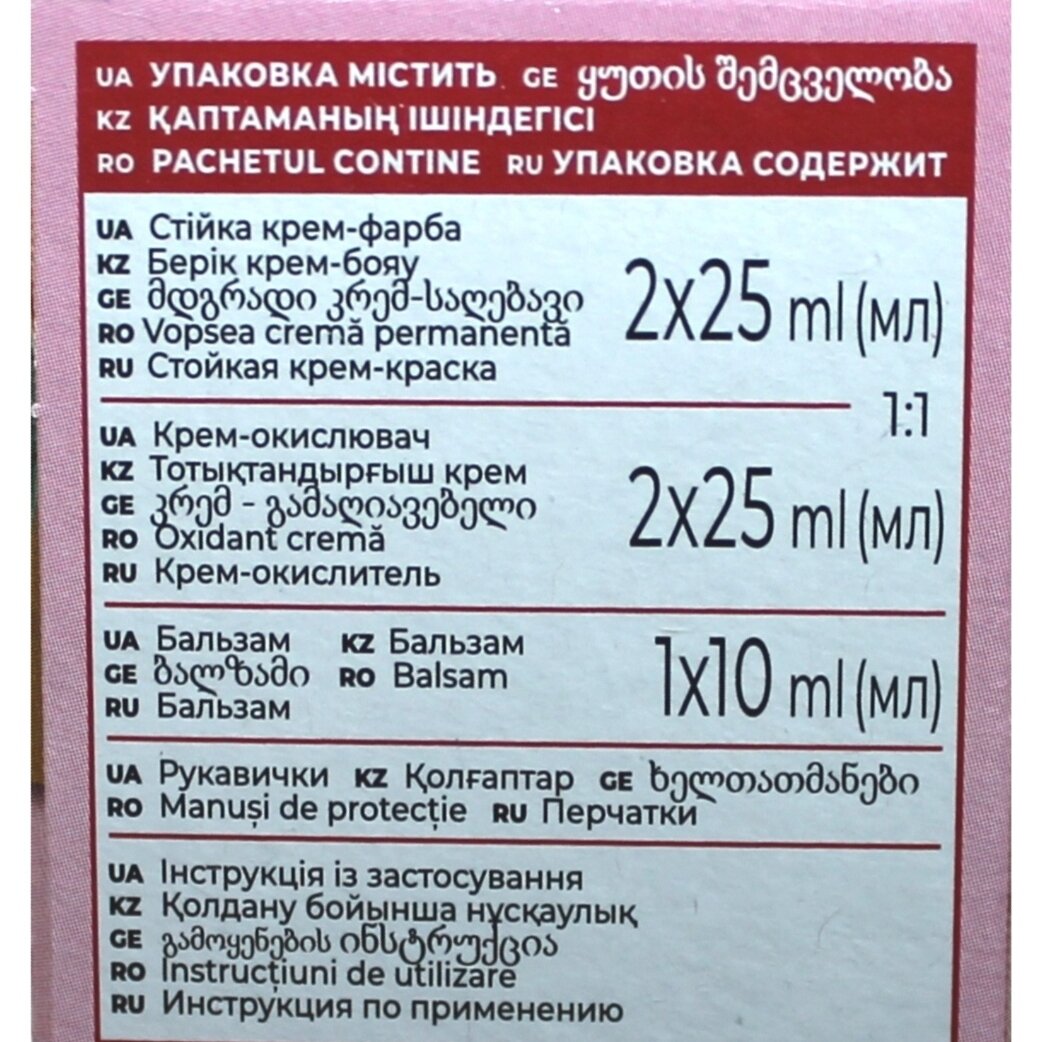 UA УПАКОВКА МІСТИТЬ GE ყუთის შემცველობა
KZ ҚАПТАМАНЫҢ ІШІНДЕГІСІ
RO PACHETUL CONTINE RU УПАКОВКА СОДЕРЖИТ
UA Стійка крем-фарба
KZ Берік крем-бояу
GE მდგრადი კრემ-საღებავი
RO Vopsea cremă permanentă
RU Стойкая крем-краска
2x25 ml (мл)
1:1
UA Крем-окислювач
KZ Тотықтандырғыш крем
GE კრემ - გამაღიავებელი
RO Oxidant cremă
RU Крем-окислитель
2x25 ml (мл)
UA Бальзам KZ Бальзам
GE ბალზამი RO Balsam
RU Бальзам
1x10 ml (мл)
UA Рукавички KZ Қолғаптар GE ხელთათმანები
RO Manuși de protecție RU Перчатки
UA Інструкція із застосування
KZ Қолдану бойынша нұсқаулық
GE გამოყენების ინსტრუქცია
RO Instrucțiuni de utilizare
RU Инструкция по применению